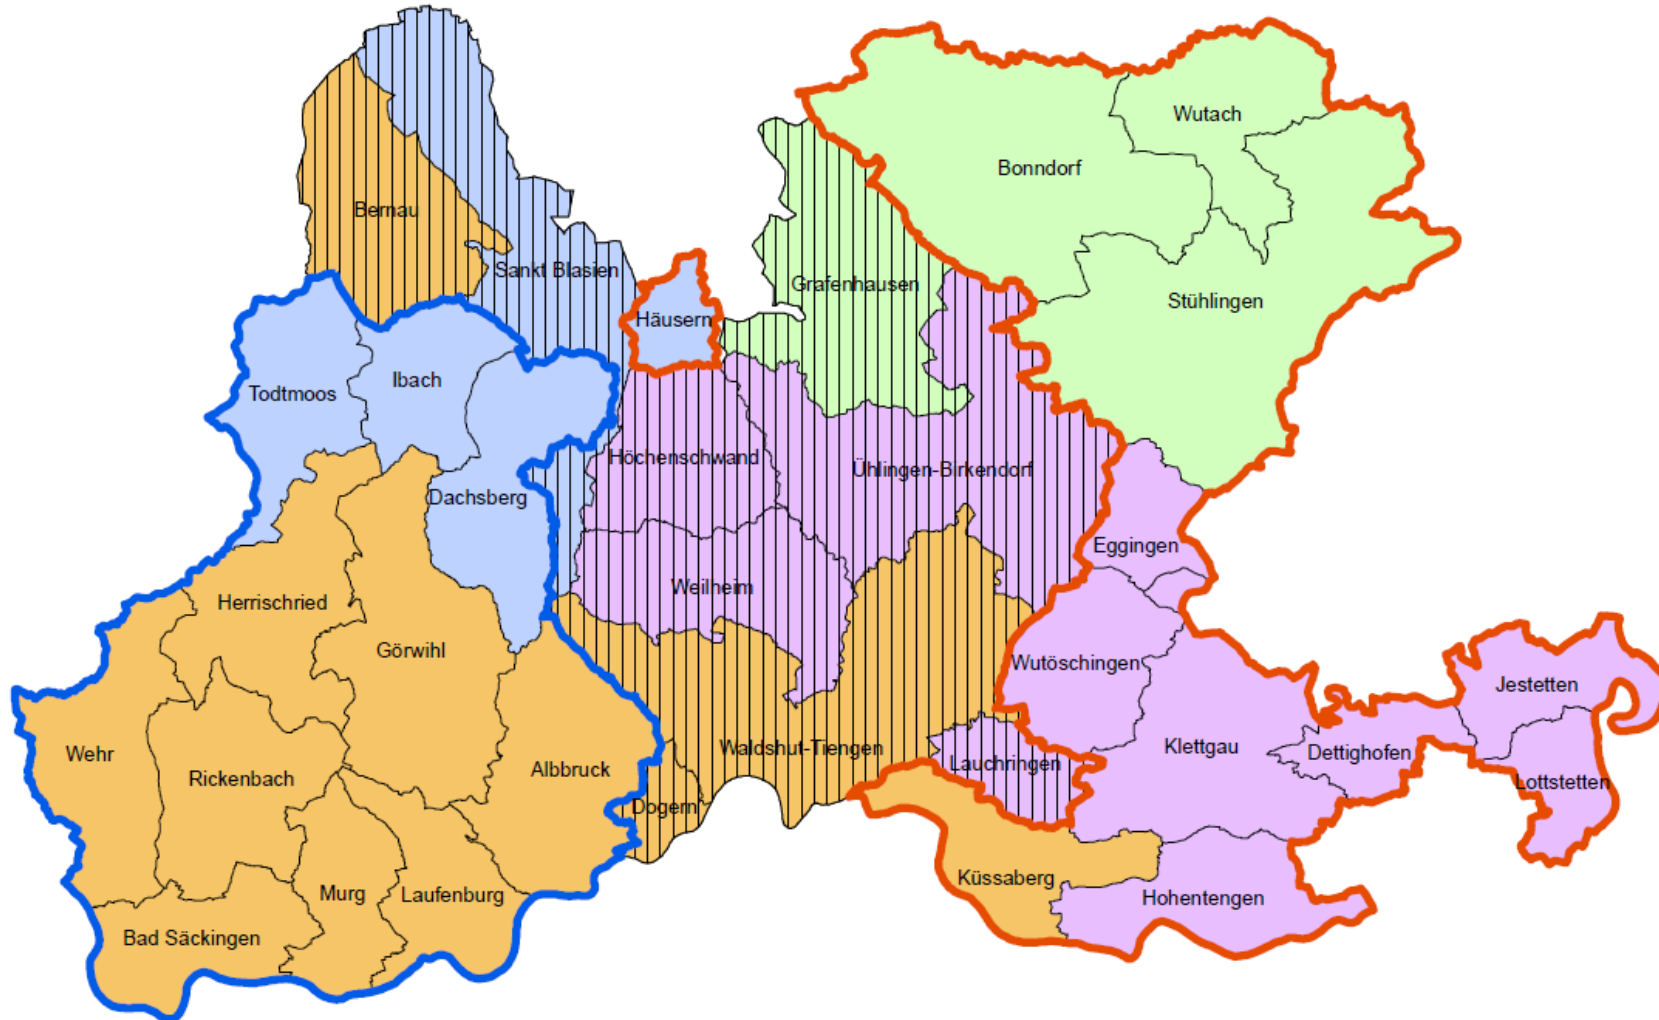 Wutach
Bonndorf
Bernau
Sankt Blasien
Grafenhausen
Stühlingen
Häusern
Ibach
Todtmoos
Höchenschwand
Ühlingen-Birkendorf
Dachsberg
Eggingen
Weilheim
Herrischried
Görwihl
Wutöschingen
Jestetten
Wehr
Waldshut-Tiengen
Klettgau
Dettighofen
Lauchringen
Albbruck
Rickenbach
Lottstetten
Dogern
Küssaberg
Murg
Laufenburg
Hohentengen
Bad Säckingen